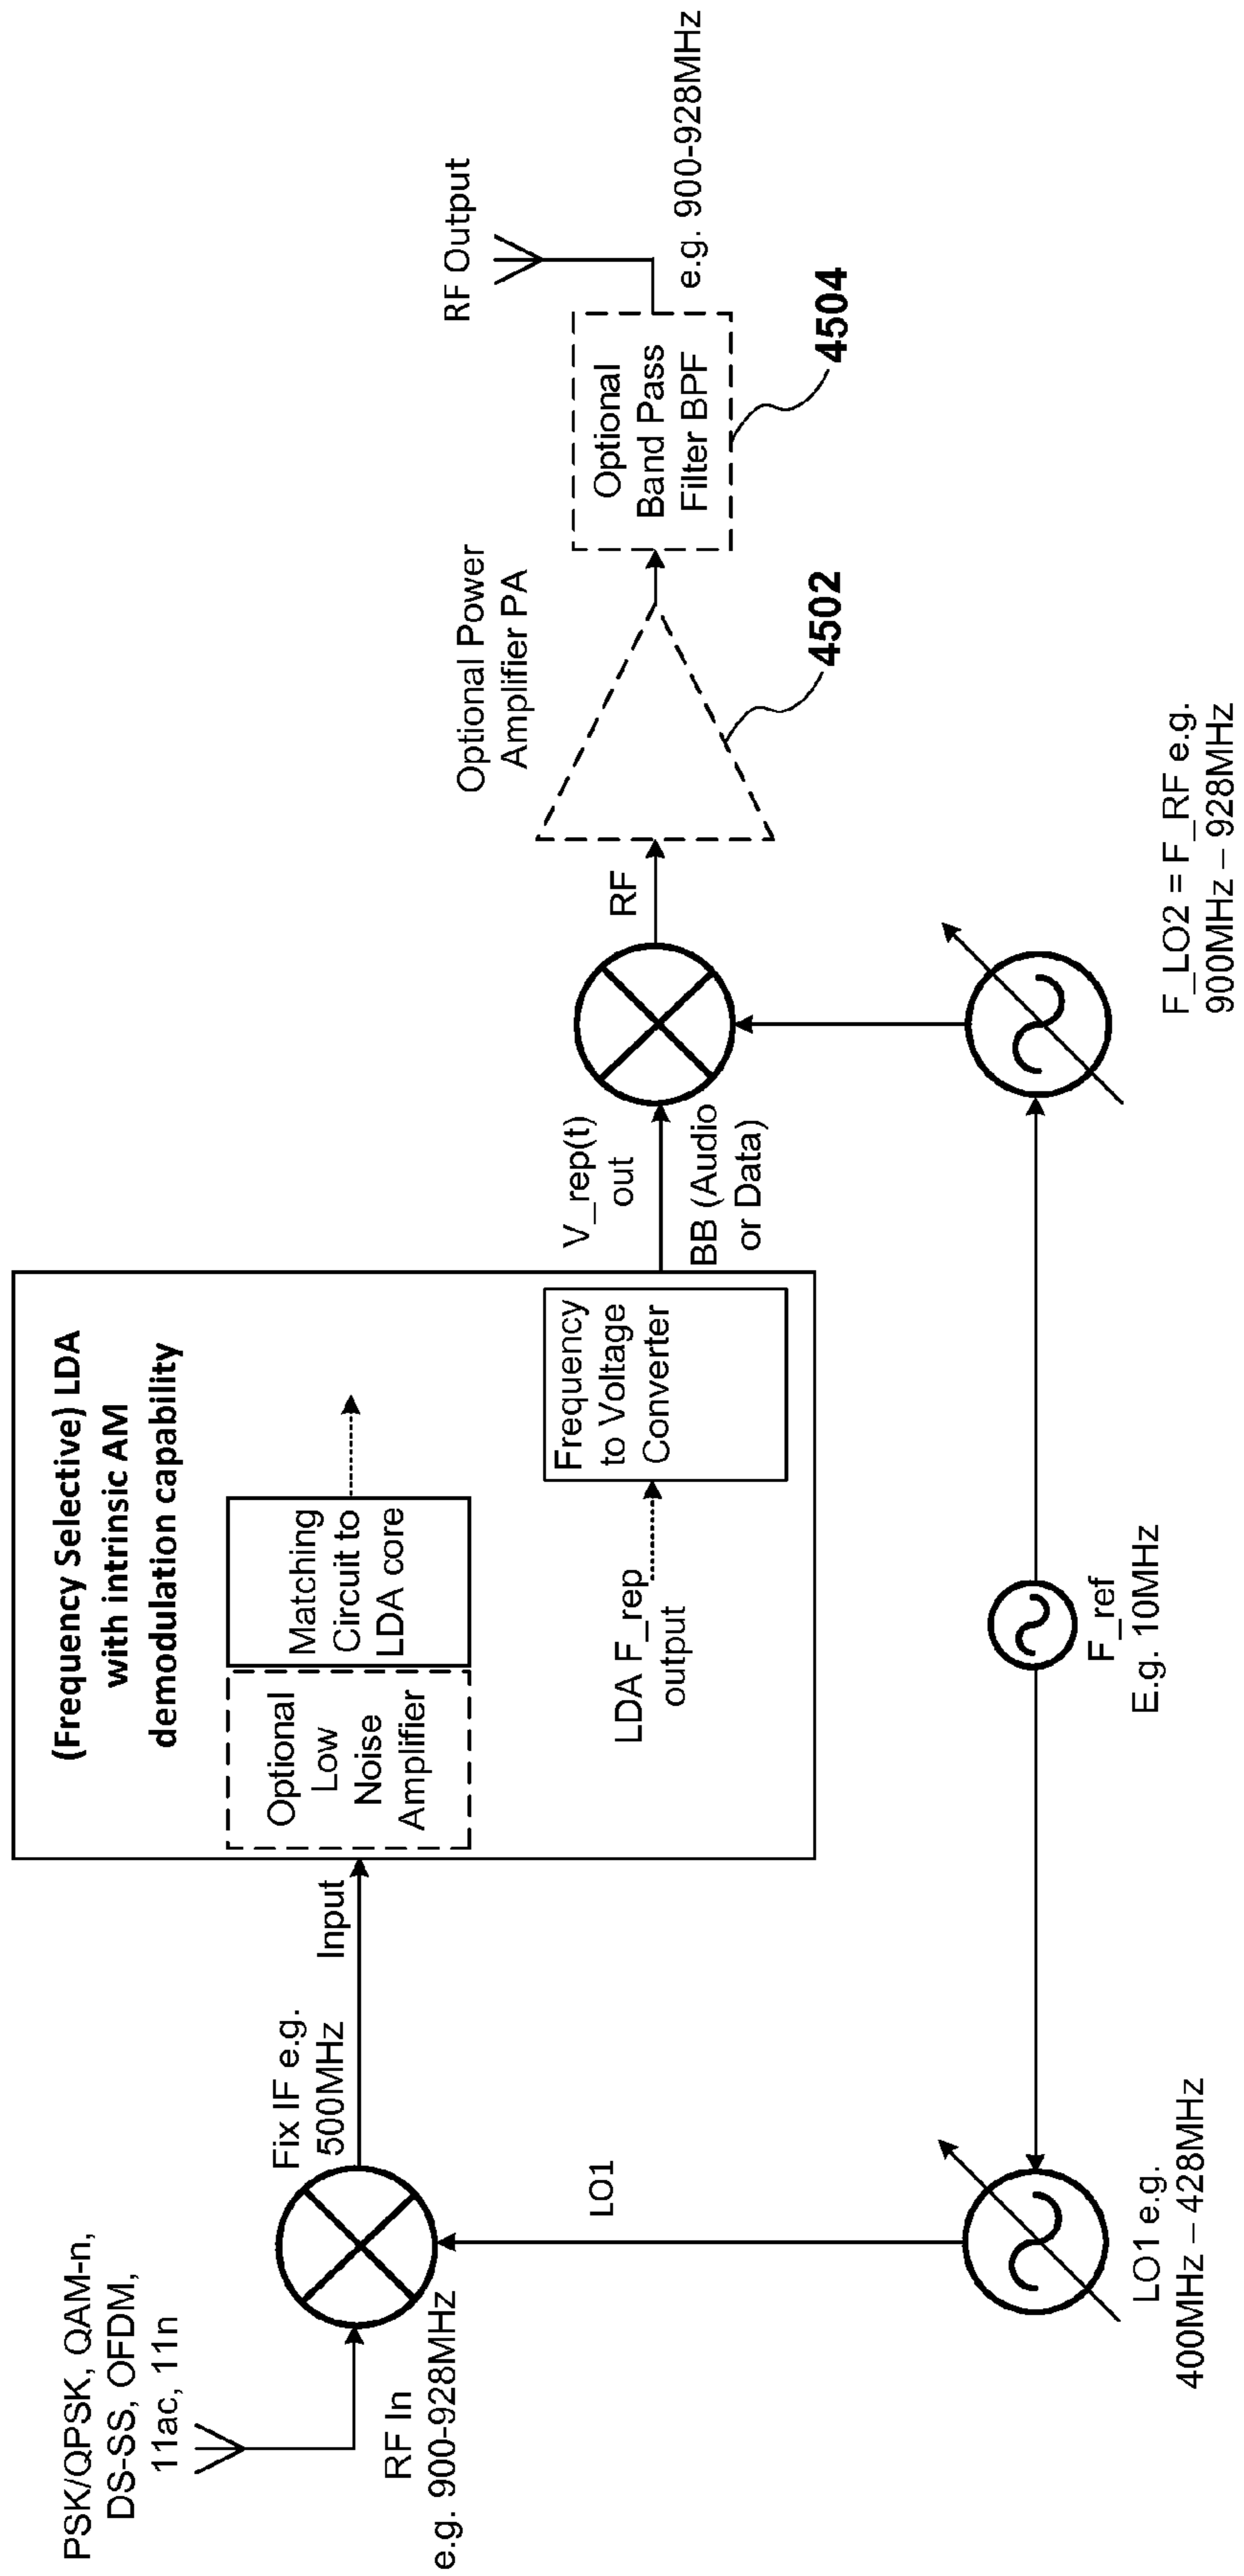 PSK/QPSK, QAM-n,
DS-SS, OFDM,
11ac, 11n
RF In
e.g. 900-928MHz
Fix IF e.g.
500MHz
Input
LO1
LO1 e.g.
400MHz – 428MHz
(Frequency Selective) LDA
with intrinsic AM
demodulation capability
Optional
Low
Noise
Amplifier
Matching
Circuit to
LDA core
LDA F_rep
output
Frequency
to Voltage
Converter
F_ref
E.g. 10MHz
V_rep(t)
out
BB (Audio
or Data)
RF
F_LO2 = F_RF e.g.
900MHz – 928MHz
Optional Power
Amplifier PA
4502
Optional
Band Pass
Filter BPF
4504
RF Output
e.g. 900-928MHz